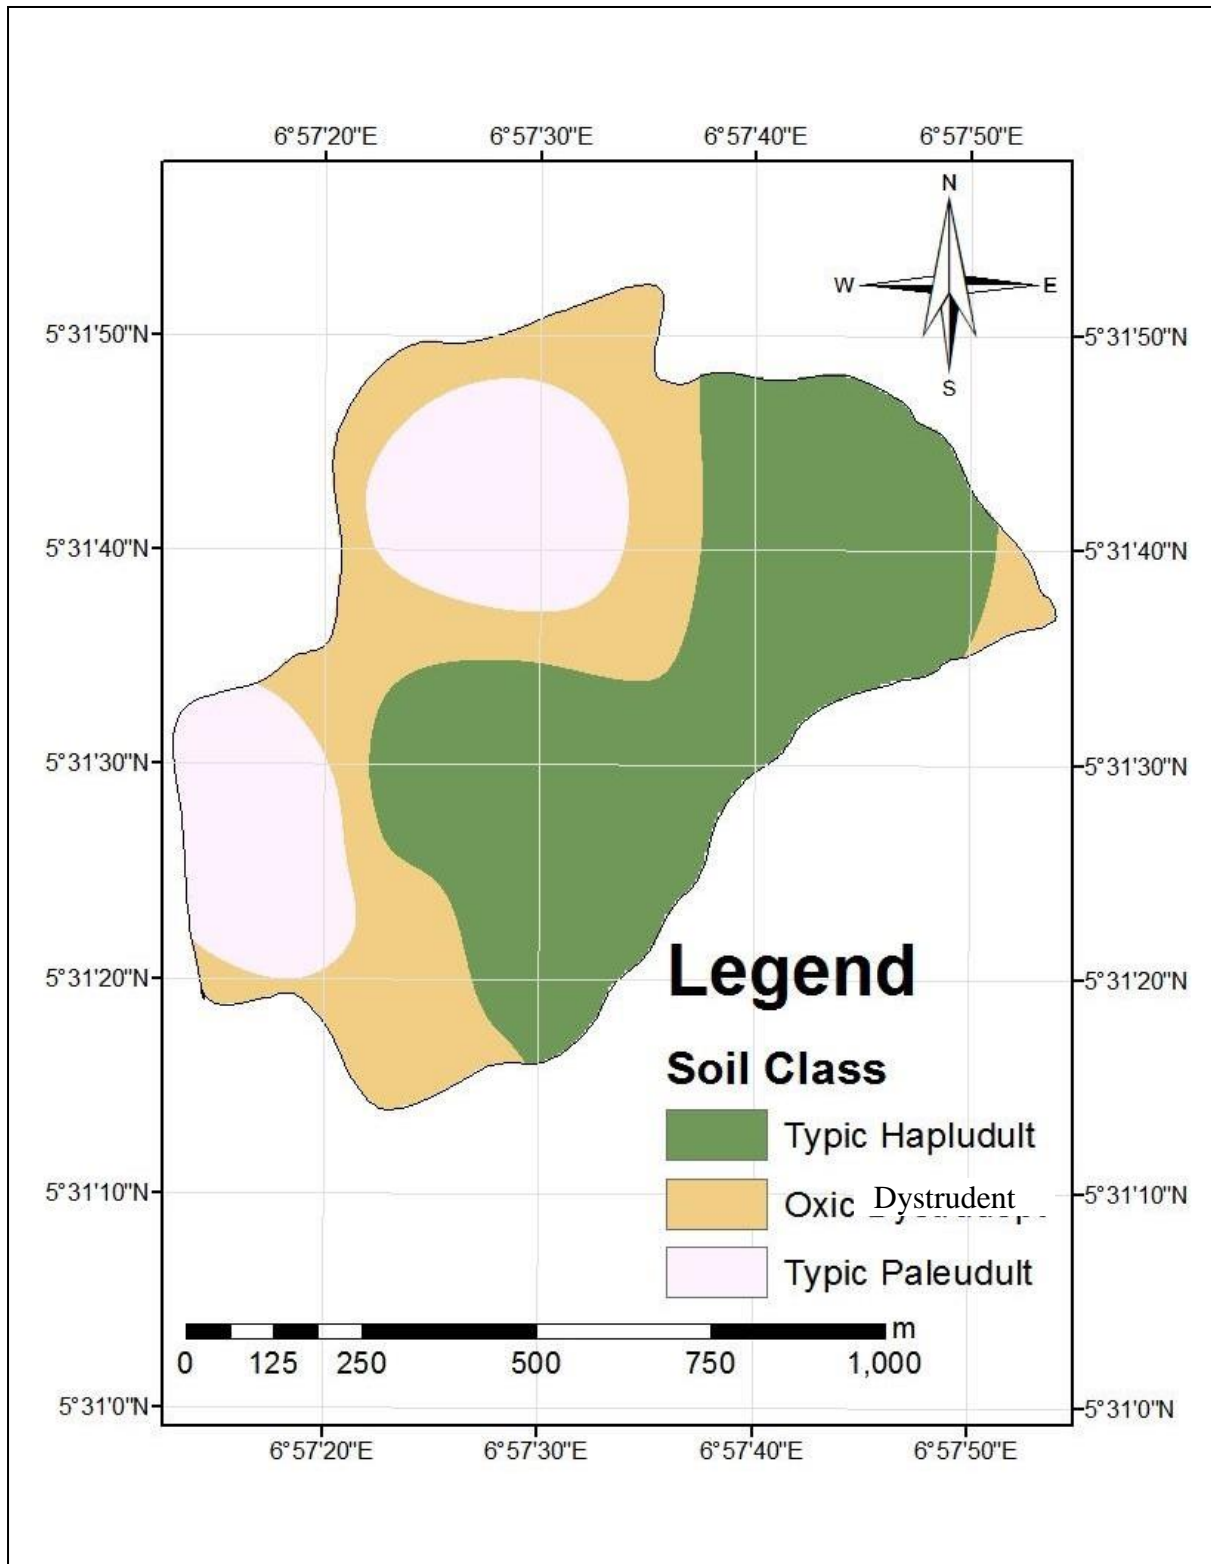 6°57'20"E 6°57'30"E 6°57'40"E 6°57'50"E
N
W E
S
5°31'50"N 5°31'50"N
5°31'40"N 5°31'40"N
5°31'30"N 5°31'30"N
5°31'20"N 5°31'20"N
Legend
Soil Class
Typic Hapludult
5°31'10"N 5°31'10"N
Oxic Dystrudent
Typic Paleudult
m
0 125 250 500 750 1,000
5°31'0"N 5°31'0"N
6°57'20"E 6°57'30"E 6°57'40"E 6°57'50"E